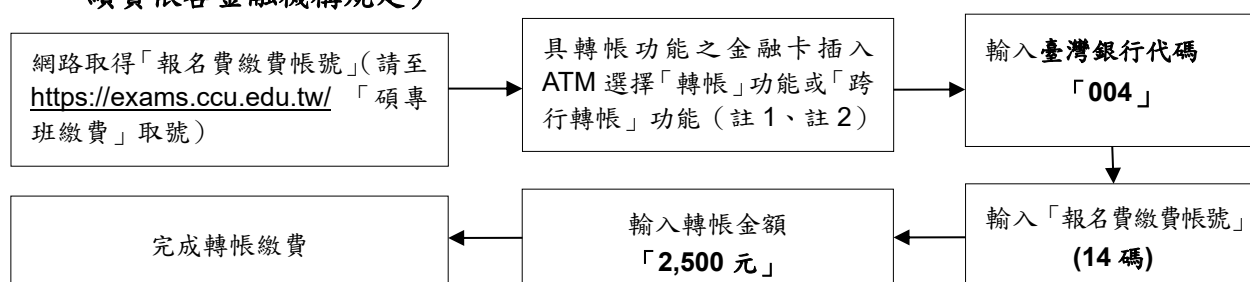 網路取得「報名費繳費帳號」(請至
https://exams.ccu.edu.tw/ 「碩專
班繳費」取號)
具轉帳功能之金融卡插入
ATM 選擇「轉帳」功能或「跨
行轉帳」功能(註 1、註 2)
輸入臺灣銀行代碼
「004」
輸入「報名費繳費帳號」
(14 碼)
輸入轉帳金額
「2,500 元」
完成轉帳繳費